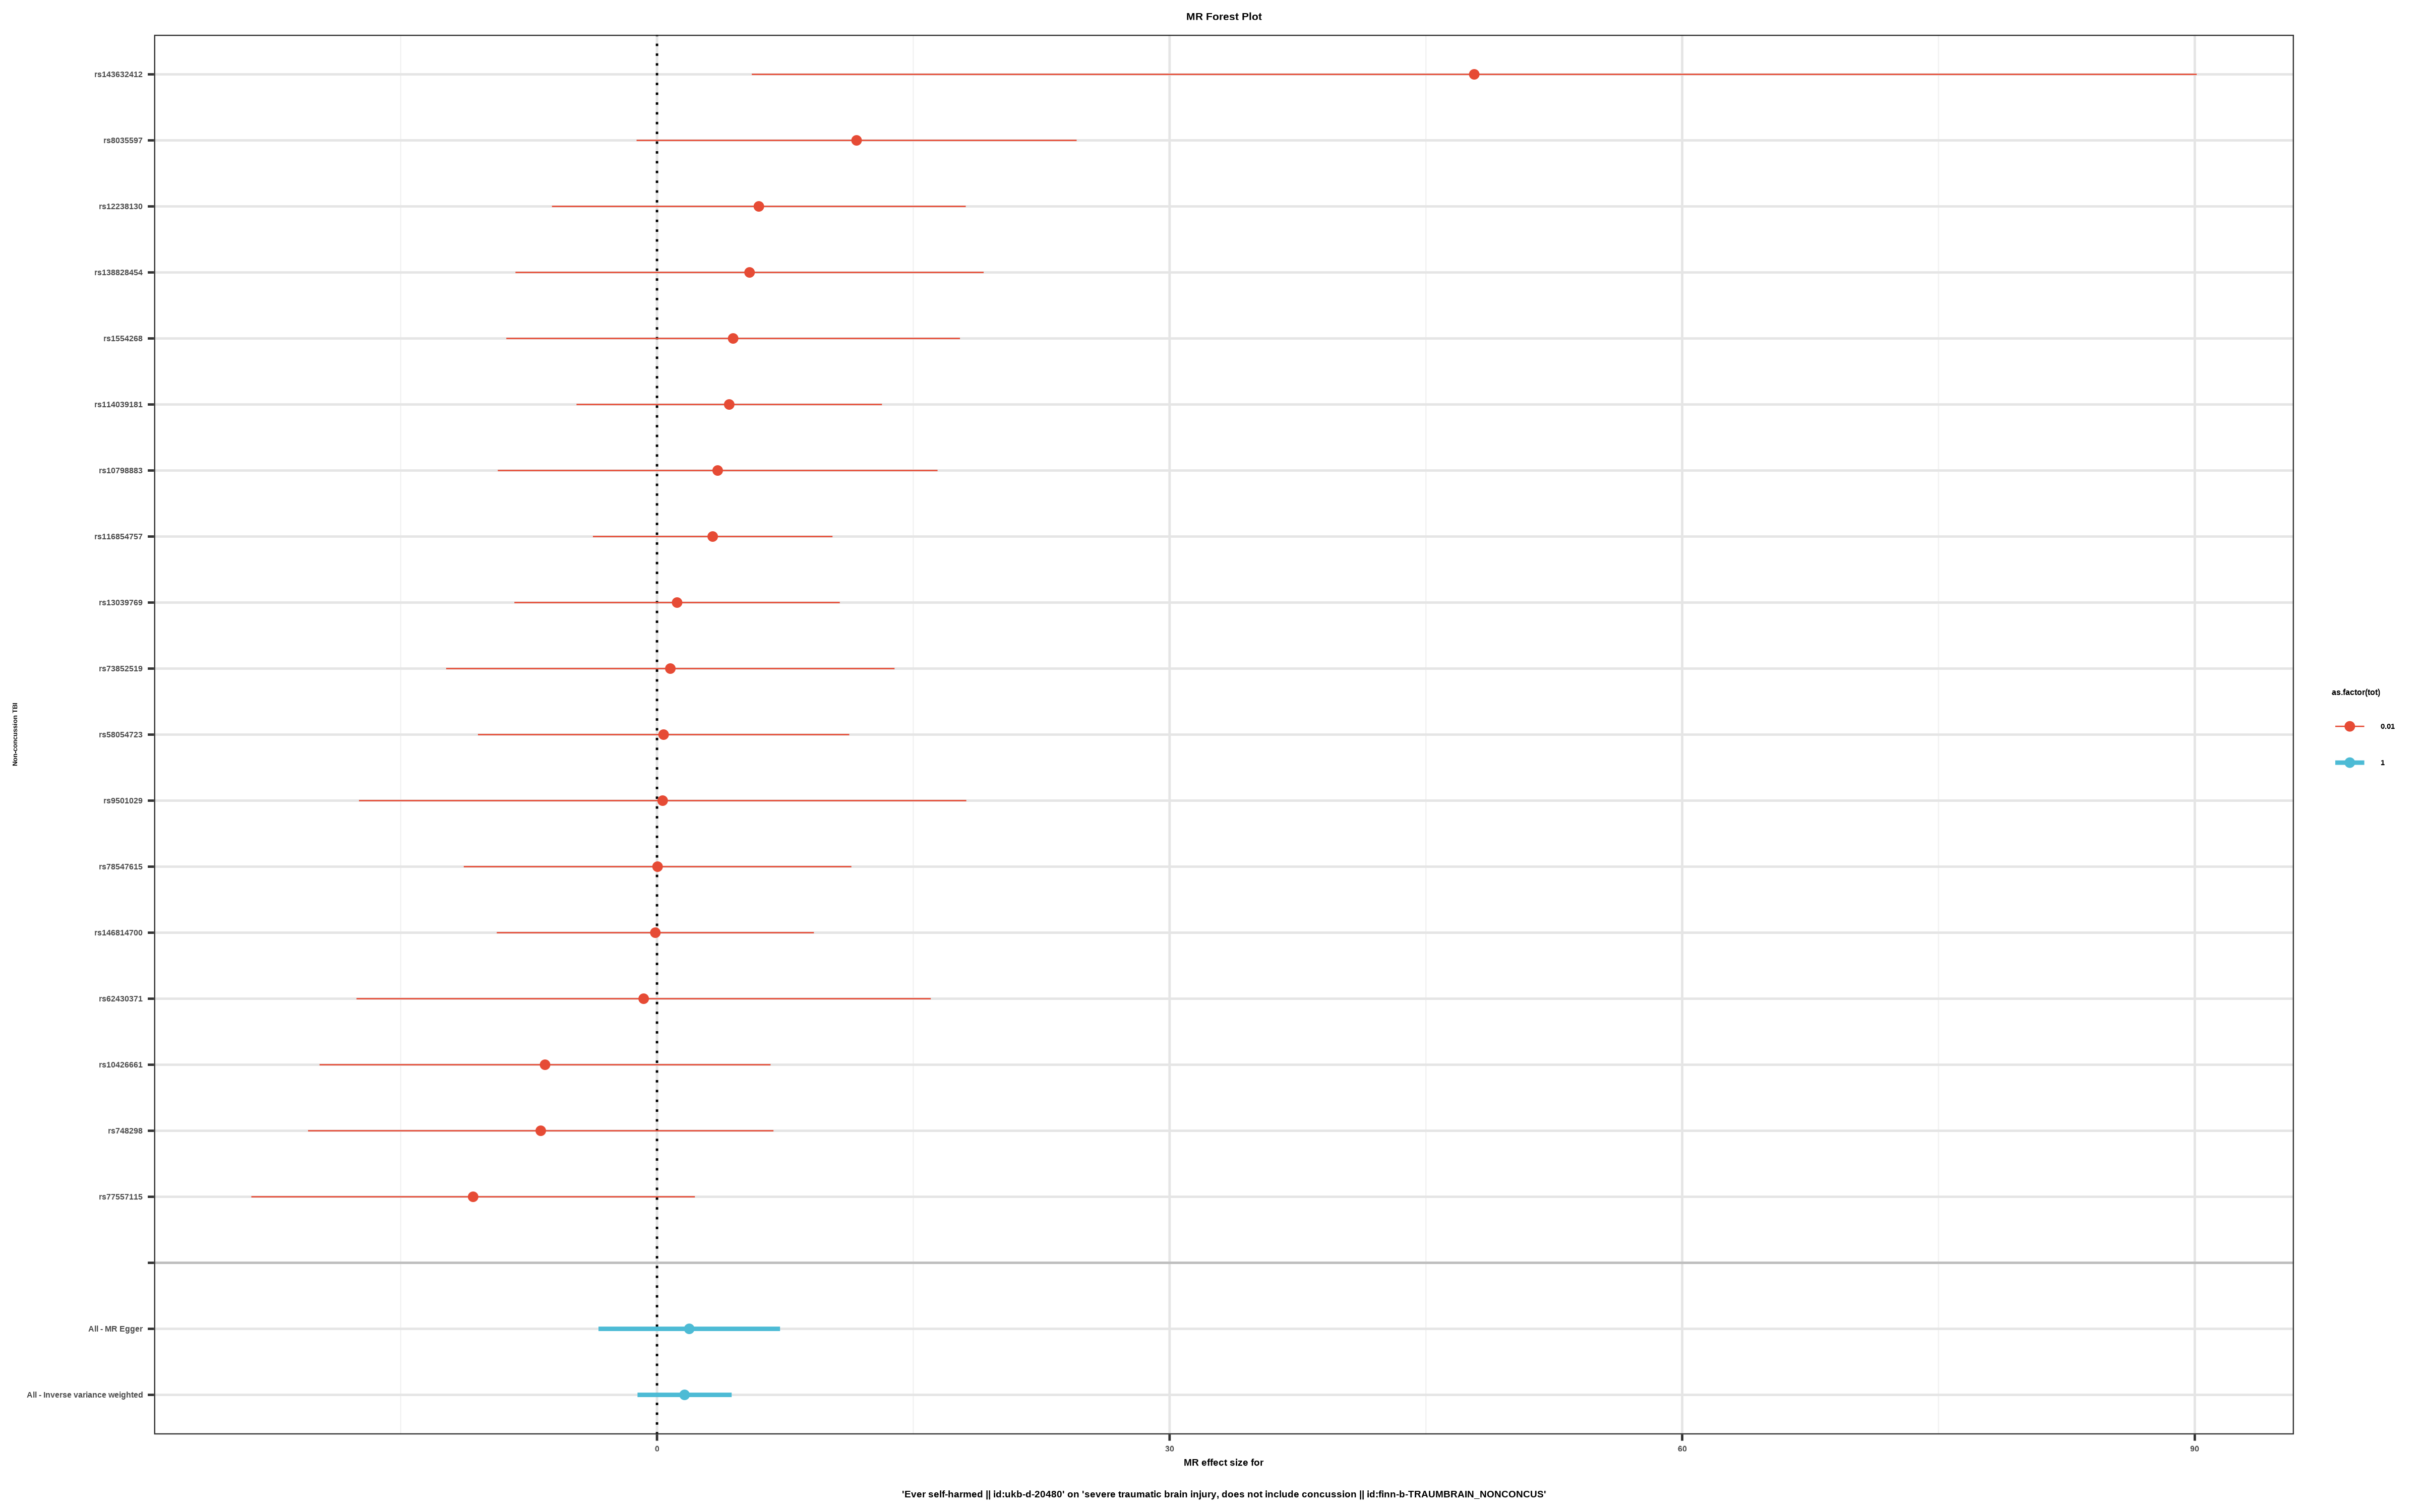 MR Forest Plot
rs143632412
rs8035597
rs12238130
rs138828454
rs1554268
rs114039181
rs10798883
rs116854757
rs13039769
rs73852519
rs58054723
rs9501029
rs78547615
rs146814700
rs62430371
rs10426661
rs748298
rs77557115
All - MR Egger
All - Inverse variance weighted
Non-concussion TBI
0 30 60 90
MR effect size for
'Ever self-harmed || id:ukb-d-20480' on 'severe traumatic brain injury, does not include concussion || id:finn-b-TRAUMBRAIN_NONCONCUS'
as.factor(tot)
0.01
1